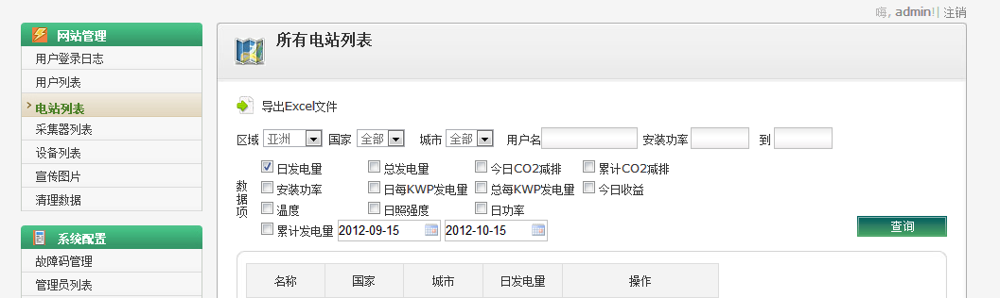 嗨, admin!| 注销
网站管理
用户登录日志
用户列表
电站列表
采集器列表
设备列表
宣传图片
清理数据
系统配置
故障码管理
管理员列表
所有电站列表
导出Excel文件
区域 亚洲 国家 全部 城市 全部 用户名 安装功率 到
数据项
日发电量 总发电量 今日CO2减排 累计CO2减排
安装功率 日每KWP发电量 总每KWP发电量 今日收益
温度 日照强度 日功率
累计发电量 2012-09-15 2012-10-15
查询
名称 国家 城市 日发电量 操作